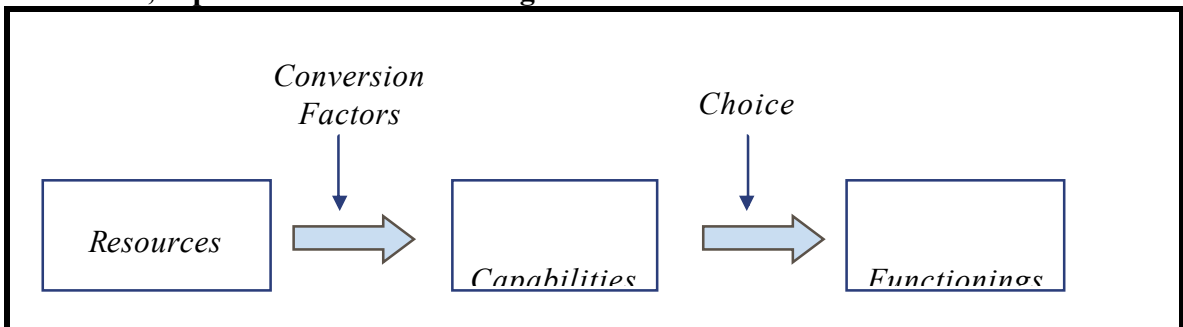 Conversion
Factors
Choice
Resources
Capabilities
Functionings